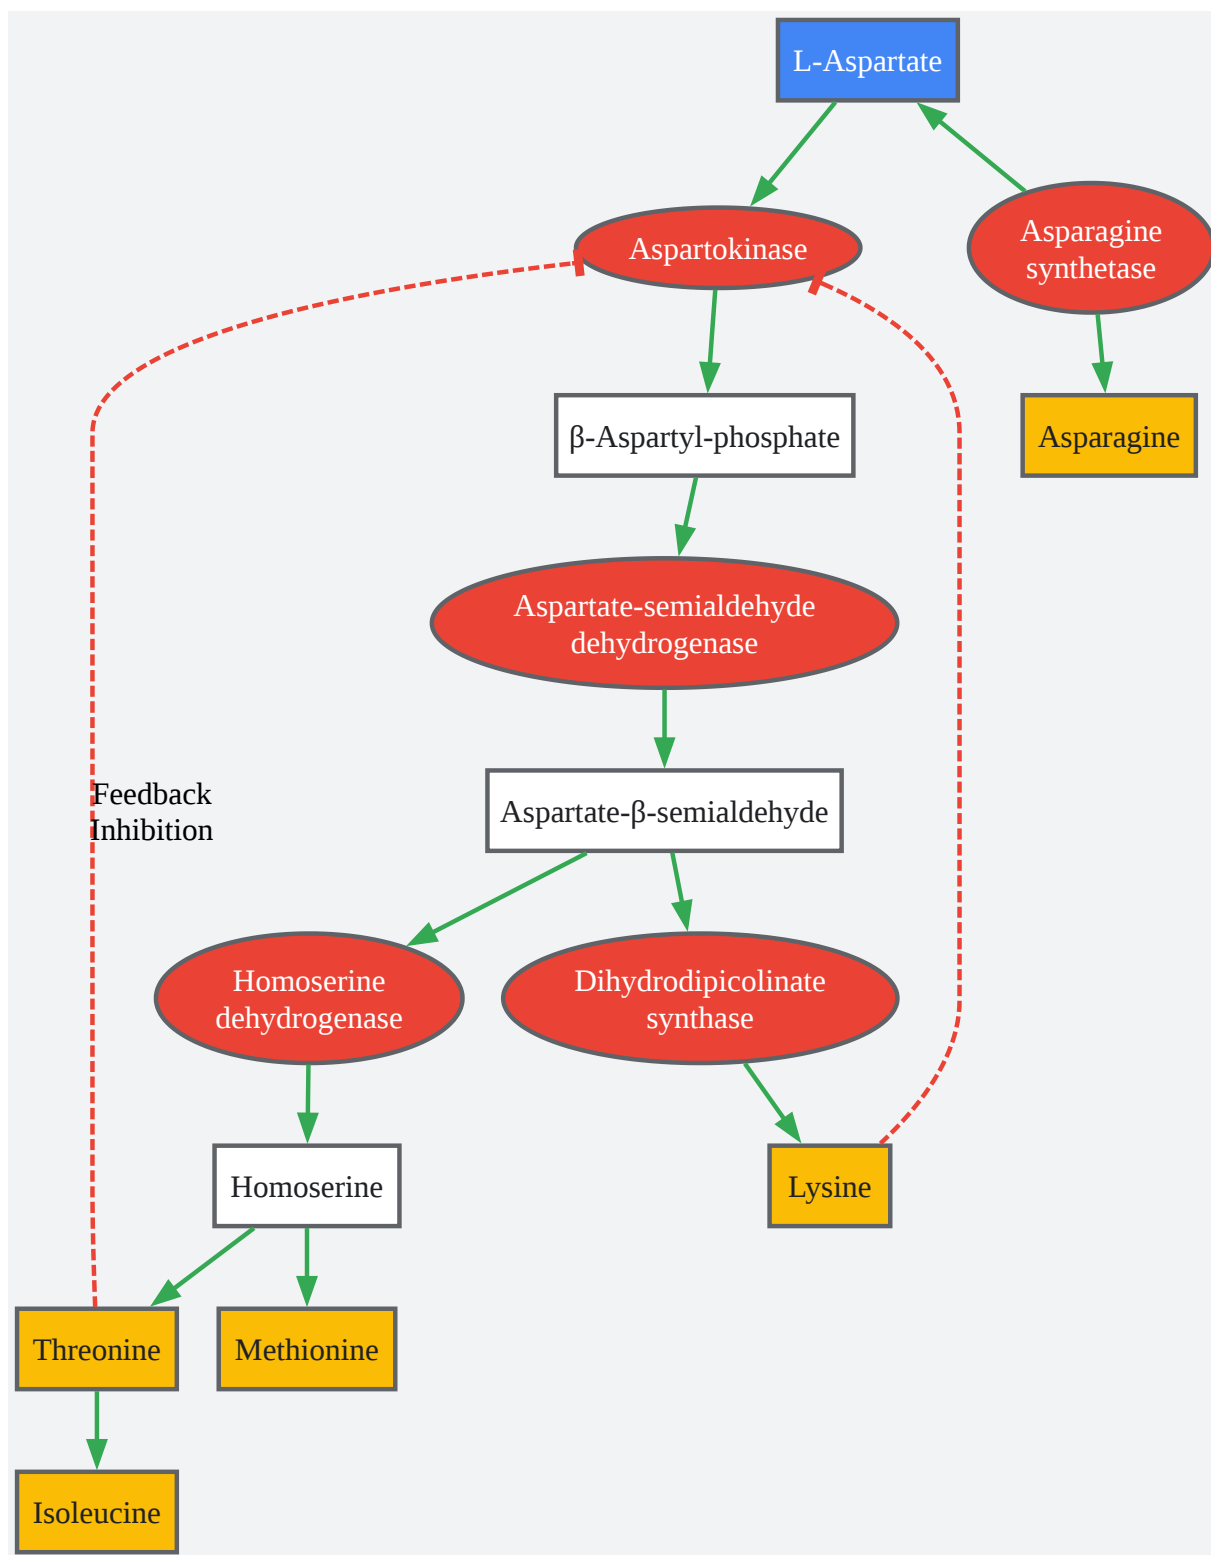 L-Aspartate
Aspartokinase
Asparagine
synthetase
β-Aspartyl-phosphate
Asparagine
Aspartate-semialdehyde
dehydrogenase
Feedback
Inhibition
Aspartate-β-semialdehyde
Homoserine
dehydrogenase
Dihydrodipicolinate
synthase
Homoserine
Lysine
Threonine
Methionine
Isoleucine